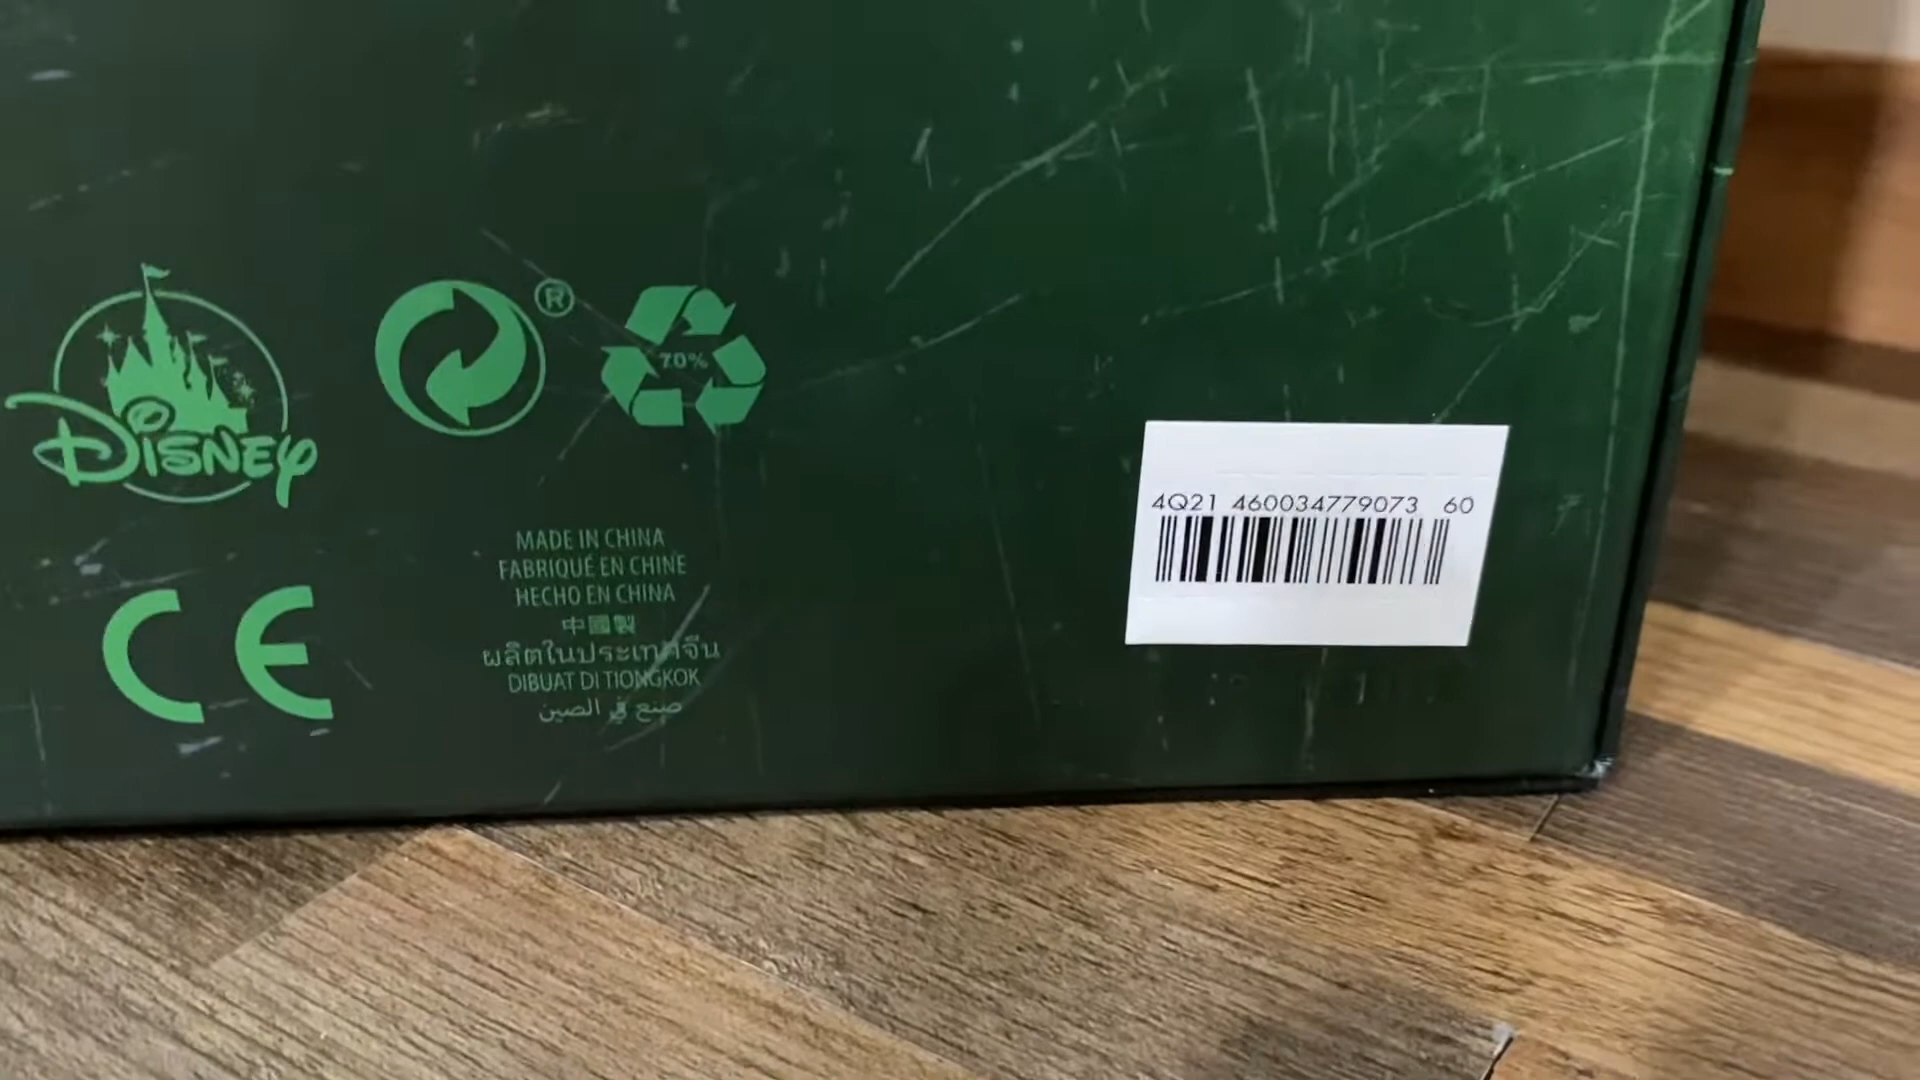 DISNEY
®
70%
CE
MADE IN CHINA
FABRIQUÉ EN CHINE
HECHO EN CHINA
中國製
ผลิตในประเทศจีน
DIBUAT DI TIONGKOK
صنع في الصين
4Q21 460034779073 60